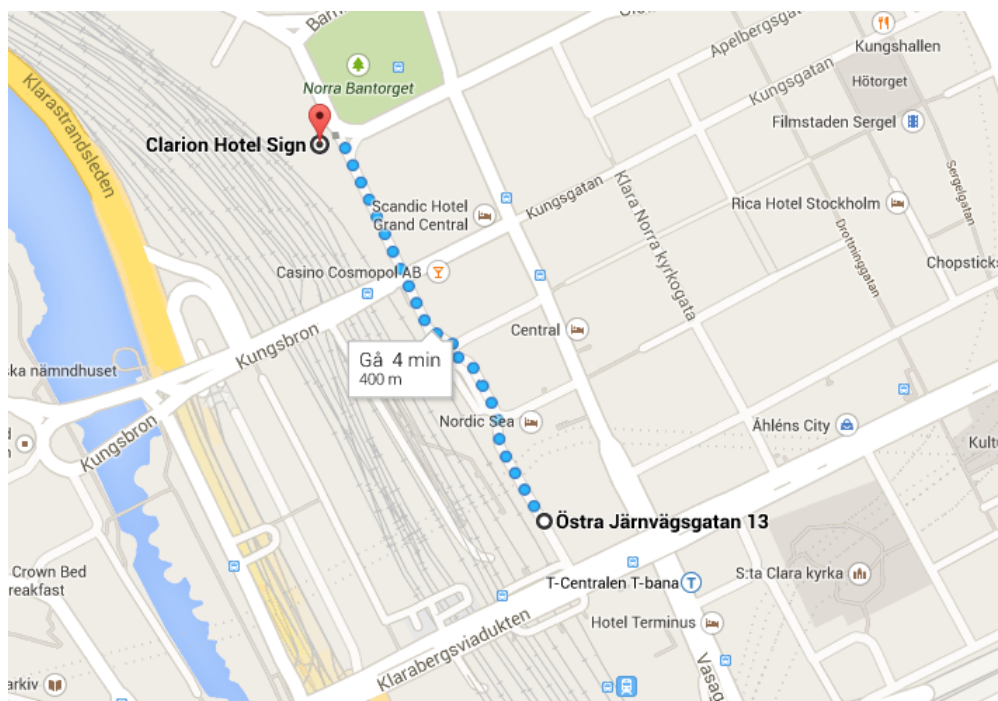 Barn
Apelbergsgatan
Kungshallen
Kungsgatan
Hötorget
Norra Bantorget
Klarastrandsleden
Filmstaden Sergel
Clarion Hotel Sign
Klara Norra kyrkogata
Sergelgatan
Scandic Hotel
Grand Central
Kungsgatan
Rica Hotel Stockholm
Drottninggatan
Casino Cosmopol AB
Chopsticks
Central
Kungsbron
Gå 4 min
400 m
ska nämndhuset
Nordic Sea
Åhléns City
Kungsbron
Kultu
Östra Järnvägsgatan 13
Crown Bed
reakfast
T-Centralen T-bana
T
S:ta Clara kyrka
Hotel Terminus
Klarabergsviadukten
Vasag
arkiv